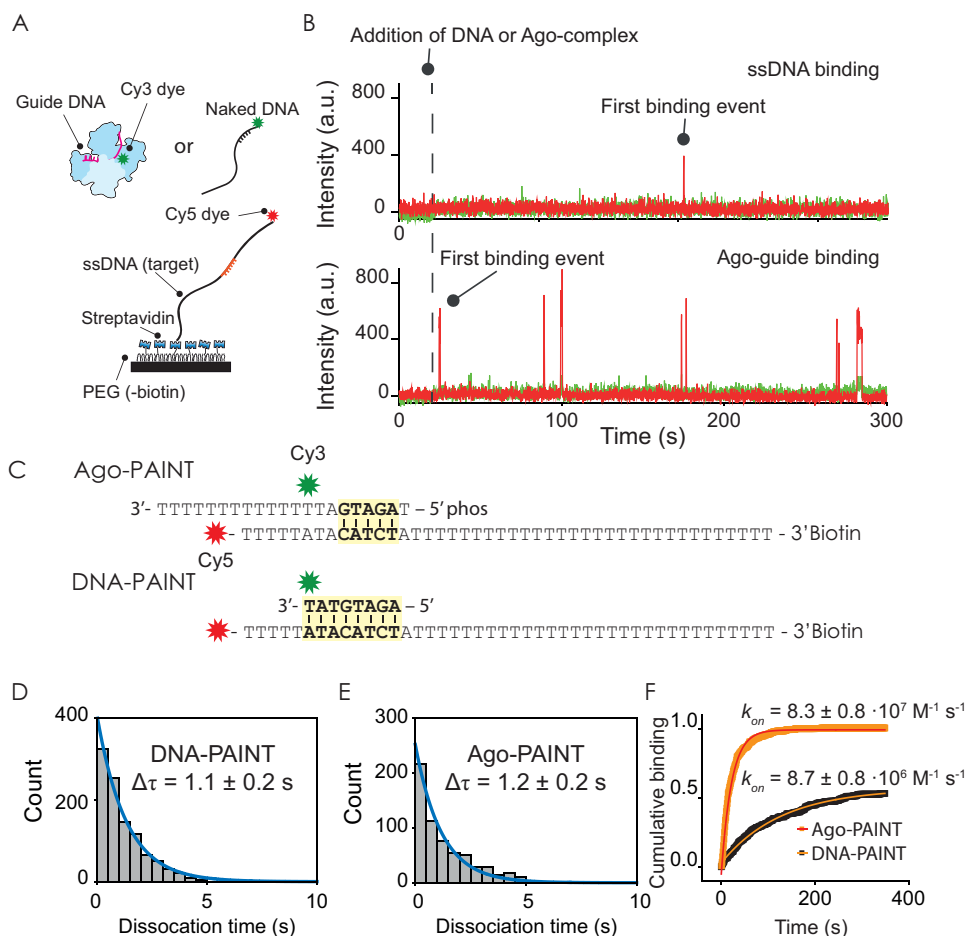 A
Guide DNA
Cy3 dye
or
Naked DNA
Cy5 dye
ssDNA (target)
Streptavidin
PEG (-biotin)
B
Addition of DNA or Ago-complex
ssDNA binding
First binding event
Intensity (a.u.)
800
400
0
0
Ago-guide binding
First binding event
Intensity (a.u.)
800
400
0
0
100
200
300
Time (s)
C
Ago-PAINT
Cy3
3'- TTTTTTTTTTTTTTAGTAGAT – 5' phos
Cy5
- TTTTTATACATCTATTTTTTTTTTTTTTTTTTTTTTTTTTTTT - 3'Biotin
DNA-PAINT
3'- TATGTAGA – 5'
- TTTTTATACATCTATTTTTTTTTTTTTTTTTTTTTTTTTTTTT - 3'Biotin
D
DNA-PAINT
Δτ = 1.1 ± 0.2 s
Count
400
200
0
0
5
10
Dissocation time (s)
E
Ago-PAINT
Δτ = 1.2 ± 0.2 s
Count
300
150
0
0
5
10
Dissocation time (s)
F
kon = 8.3 ± 0.8 ·10⁷ M⁻¹ s⁻¹
kon = 8.7 ± 0.8 ·10⁶ M⁻¹ s⁻¹
Cumulative binding
1.0
0.5
0.0
Ago-PAINT
DNA-PAINT
0
200
400
Time (s)